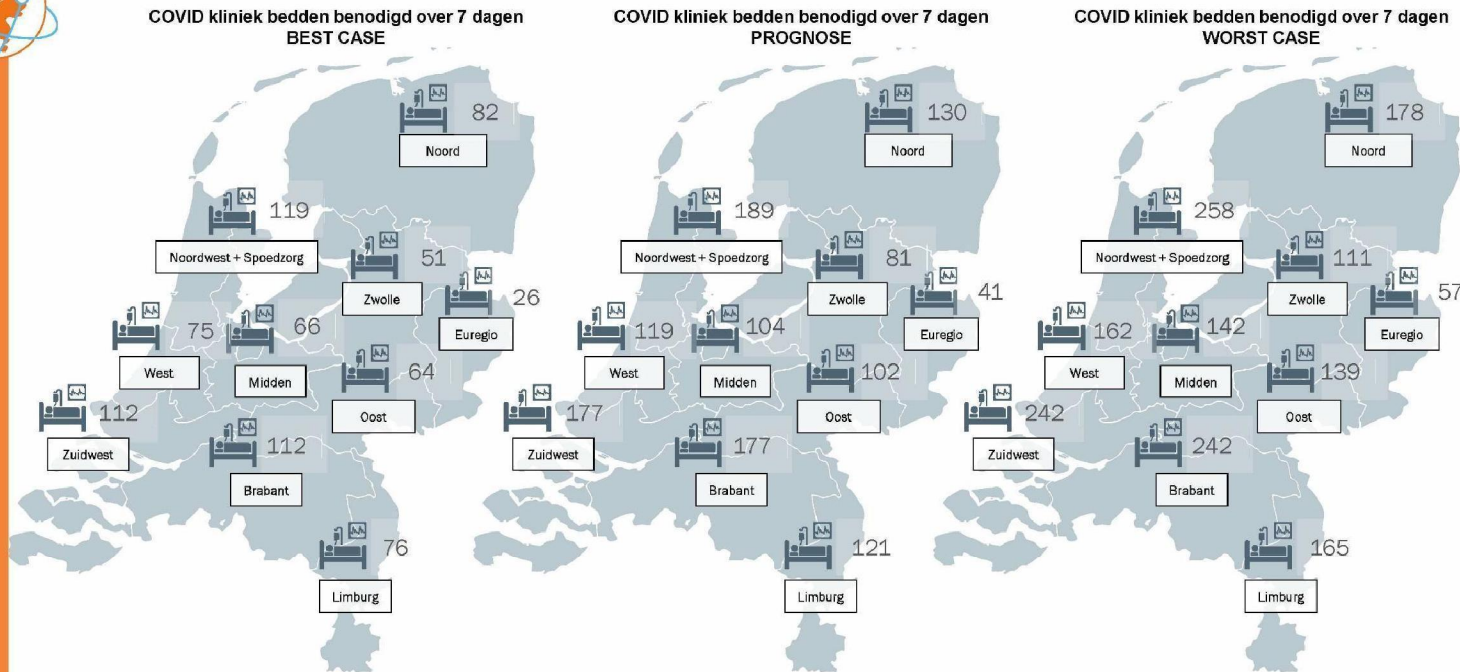 COVID kliniek bedden benodigd over 7 dagen
BEST CASE
82
Noord
119
Noordwest + Spoedzorg
51
Zwolle
26
Euregio
75
West
66
Midden
64
Oost
112
Zuidwest
112
Brabant
76
Limburg
COVID kliniek bedden benodigd over 7 dagen
PROGNOSE
130
Noord
189
Noordwest + Spoedzorg
81
Zwolle
41
Euregio
119
West
104
Midden
102
Oost
177
Zuidwest
177
Brabant
121
Limburg
COVID kliniek bedden benodigd over 7 dagen
WORST CASE
178
Noord
258
Noordwest + Spoedzorg
111
Zwolle
57
Euregio
162
West
142
Midden
139
Oost
242
Zuidwest
242
Brabant
165
Limburg